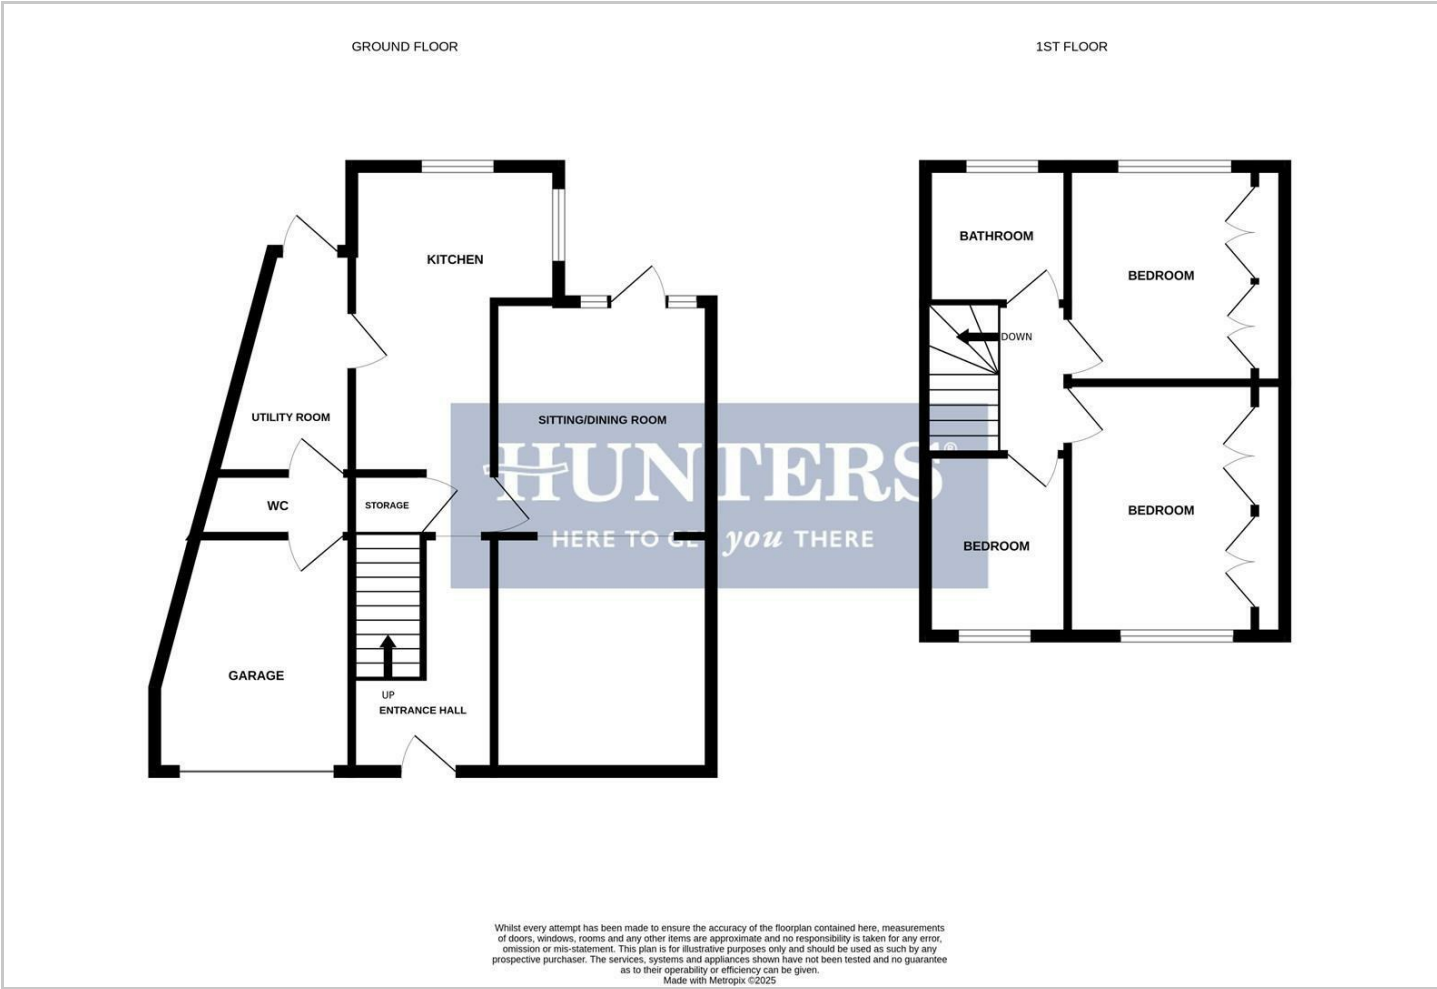 GROUND FLOOR
1ST FLOOR
KITCHEN
BATHROOM
BEDROOM
DOWN
UTILITY ROOM
SITTING/DINING ROOM
HUNTERS®
HERE TO GET you THERE
WC
STORAGE
BEDROOM
BEDROOM
GARAGE
UP
ENTRANCE HALL
Whilst every attempt has been made to ensure the accuracy of the floorplan contained here, measurements
of doors, windows, rooms and any other items are approximate and no responsibility is taken for any error,
omission or mis-statement. This plan is for illustrative purposes only and should be used as such by any
prospective purchaser. The services, systems and appliances shown have not been tested and no guarantee
as to their operability or efficiency can be given.
Made with Metropix ©2025